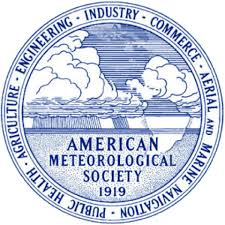 PUBLIC HEALTH · AGRICULTURE · ENGINEERING · INDUSTRY · COMMERCE · AERIAL AND MARINE NAVIGATION ·
AMERICAN
METEOROLOGICAL
SOCIETY
1919